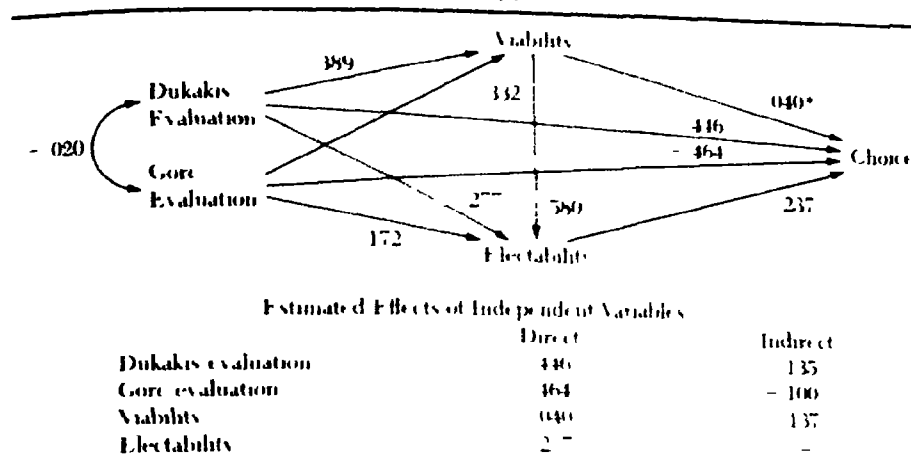 Viability
389
Dukakis
Evaluation
332
040*
446
- 020
- 464
Choice
Gore
Evaluation
277
580
237
172
Electability
Estimated Effects of Independent Variables
Direct
Indirect
Dukakis evaluation
446
135
Gore evaluation
464
- 100
Viability
040
137
Electability
-